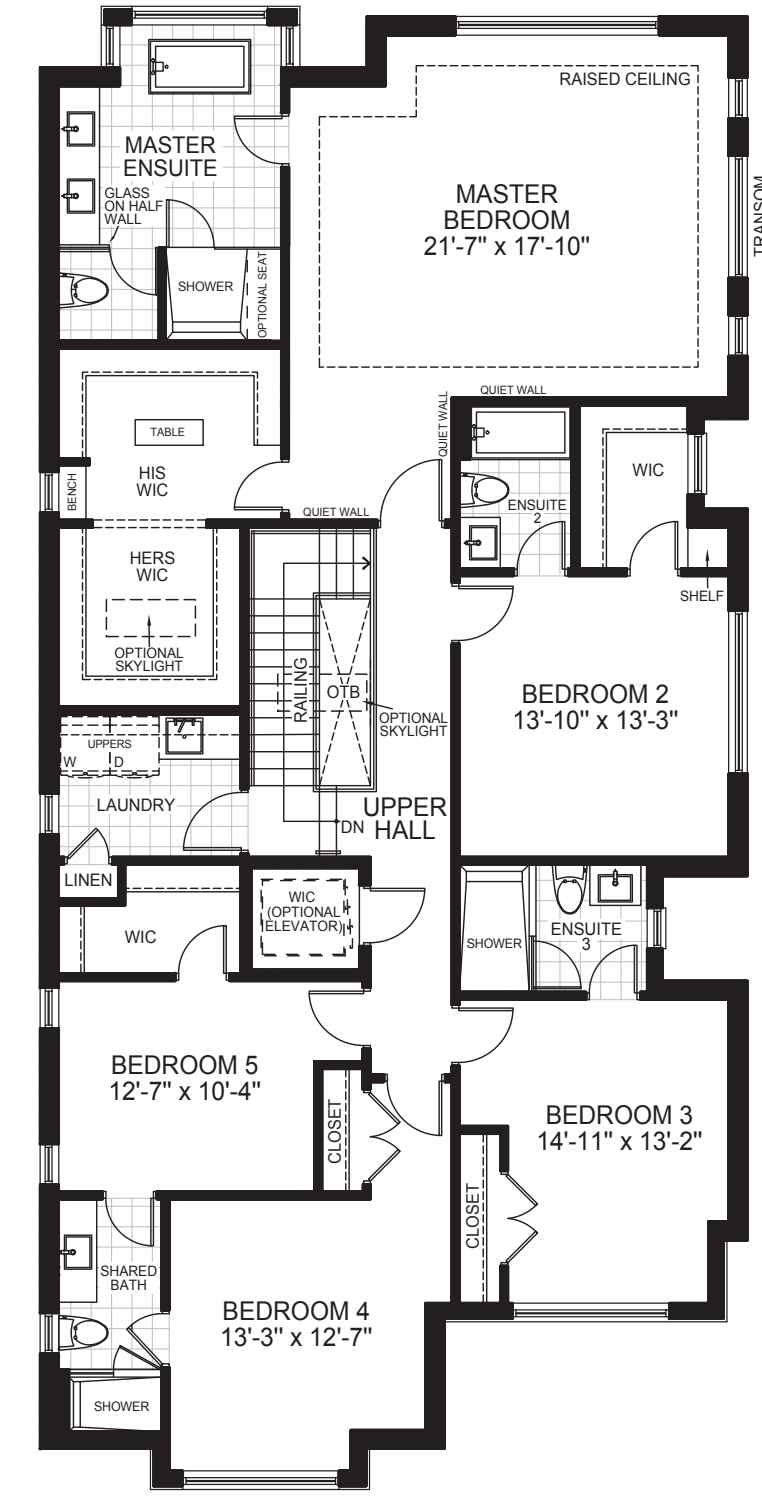 RAISED CEILING
MASTER
ENSUITE
GLASS
ON HALF
WALL
MASTER
BEDROOM
21'-7" x 17'-10"
TRANSOM
SHOWER
OPTIONAL SEAT
QUIET WALL
QUIET WALL
TABLE
HIS
WIC
BENCH
QUIET WALL
ENSUITE
2
WIC
SHELF
HERS
WIC
OPTIONAL
SKYLIGHT
RAILING
OTB
OPTIONAL
SKYLIGHT
BEDROOM 2
13'-10" x 13'-3"
UPPERS
W
D
LAUNDRY
UPPER
HALL
DN
LINEN
WIC
WIC
(OPTIONAL
ELEVATOR)
SHOWER
ENSUITE
3
BEDROOM 5
12'-7" x 10'-4"
CLOSET
BEDROOM 3
14'-11" x 13'-2"
CLOSET
SHARED
BATH
BEDROOM 4
13'-3" x 12'-7"
SHOWER